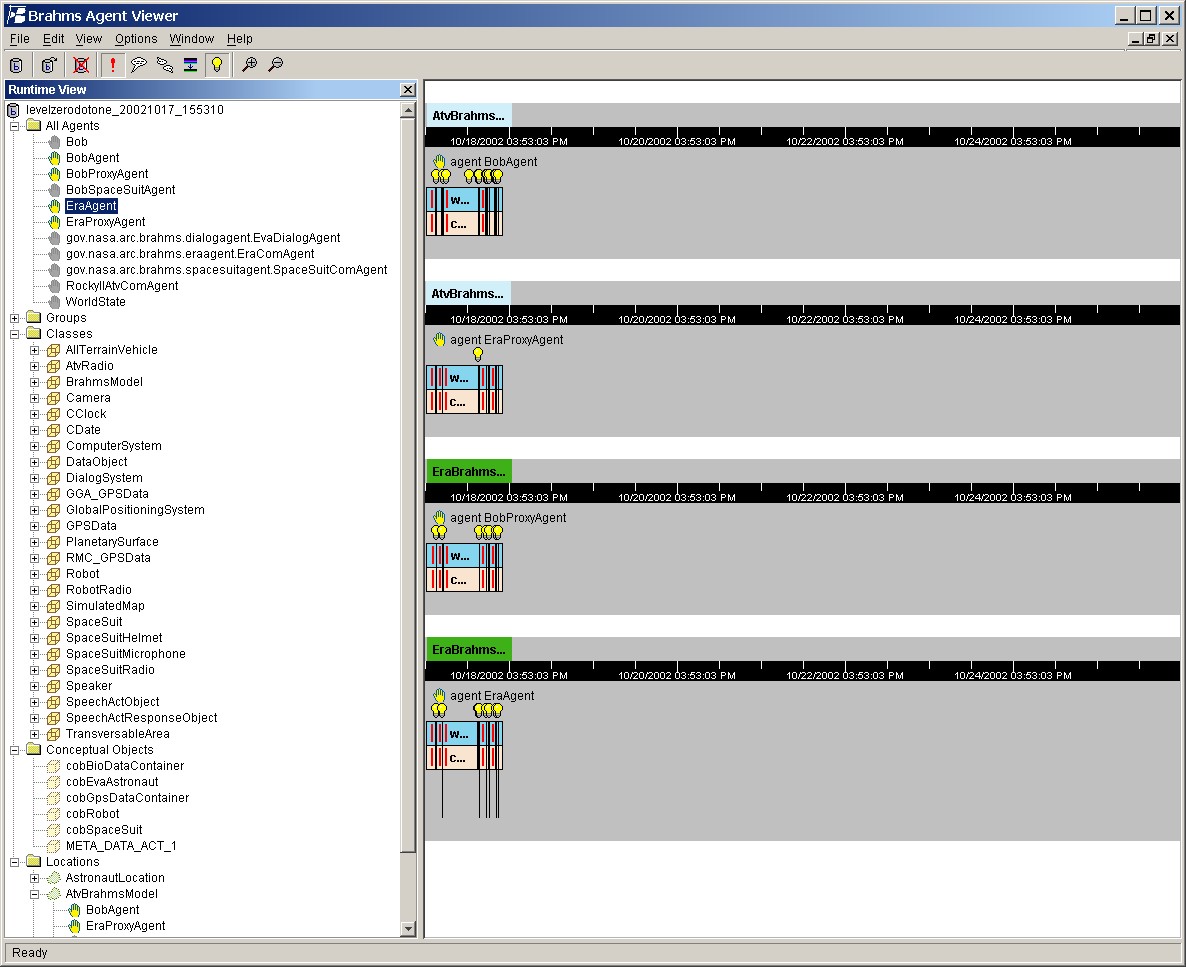 Brahms Agent Viewer
File Edit View Options Window Help
Runtime View
levelzerodotone_20021017_155310
All Agents
Bob
BobAgent
BobProxyAgent
BobSpaceSuitAgent
EraAgent
EraProxyAgent
gov.nasa.arc.brahms.dialogagent.EvaDialogAgent
gov.nasa.arc.brahms.eraagent.EraComAgent
gov.nasa.arc.brahms.spacesuitagent.SpaceSuitComAgent
RockyIIAtvComAgent
WorldState
Groups
Classes
AllTerrainVehicle
AtvRadio
BrahmsModel
Camera
CClock
CDate
ComputerSystem
DataObject
DialogSystem
GGA_GPSData
GlobalPositioningSystem
GPSData
PlanetarySurface
RMC_GPSData
Robot
RobotRadio
SimulatedMap
SpaceSuit
SpaceSuitHelmet
SpaceSuitMicrophone
SpaceSuitRadio
Speaker
SpeechActObject
SpeechActResponseObject
TransversableArea
Conceptual Objects
cobBioDataContainer
cobEvaAstronaut
cobGpsDataContainer
cobRobot
cobSpaceSuit
META_DATA_ACT_1
Locations
AstronautLocation
AtvBrahmsModel
BobAgent
EraProxyAgent
AtvBrahms...
10/18/2002 03:53:03 PM 10/20/2002 03:53:03 PM 10/22/2002 03:53:03 PM 10/24/2002 03:53:03 PM
agent BobAgent
w...
c...
AtvBrahms...
10/18/2002 03:53:03 PM 10/20/2002 03:53:03 PM 10/22/2002 03:53:03 PM 10/24/2002 03:53:03 PM
agent EraProxyAgent
w...
c...
EraBrahms...
10/18/2002 03:53:03 PM 10/20/2002 03:53:03 PM 10/22/2002 03:53:03 PM 10/24/2002 03:53:03 PM
agent BobProxyAgent
w...
c...
EraBrahms...
10/18/2002 03:53:03 PM 10/20/2002 03:53:03 PM 10/22/2002 03:53:03 PM 10/24/2002 03:53:03 PM
agent EraAgent
w...
c...
Ready